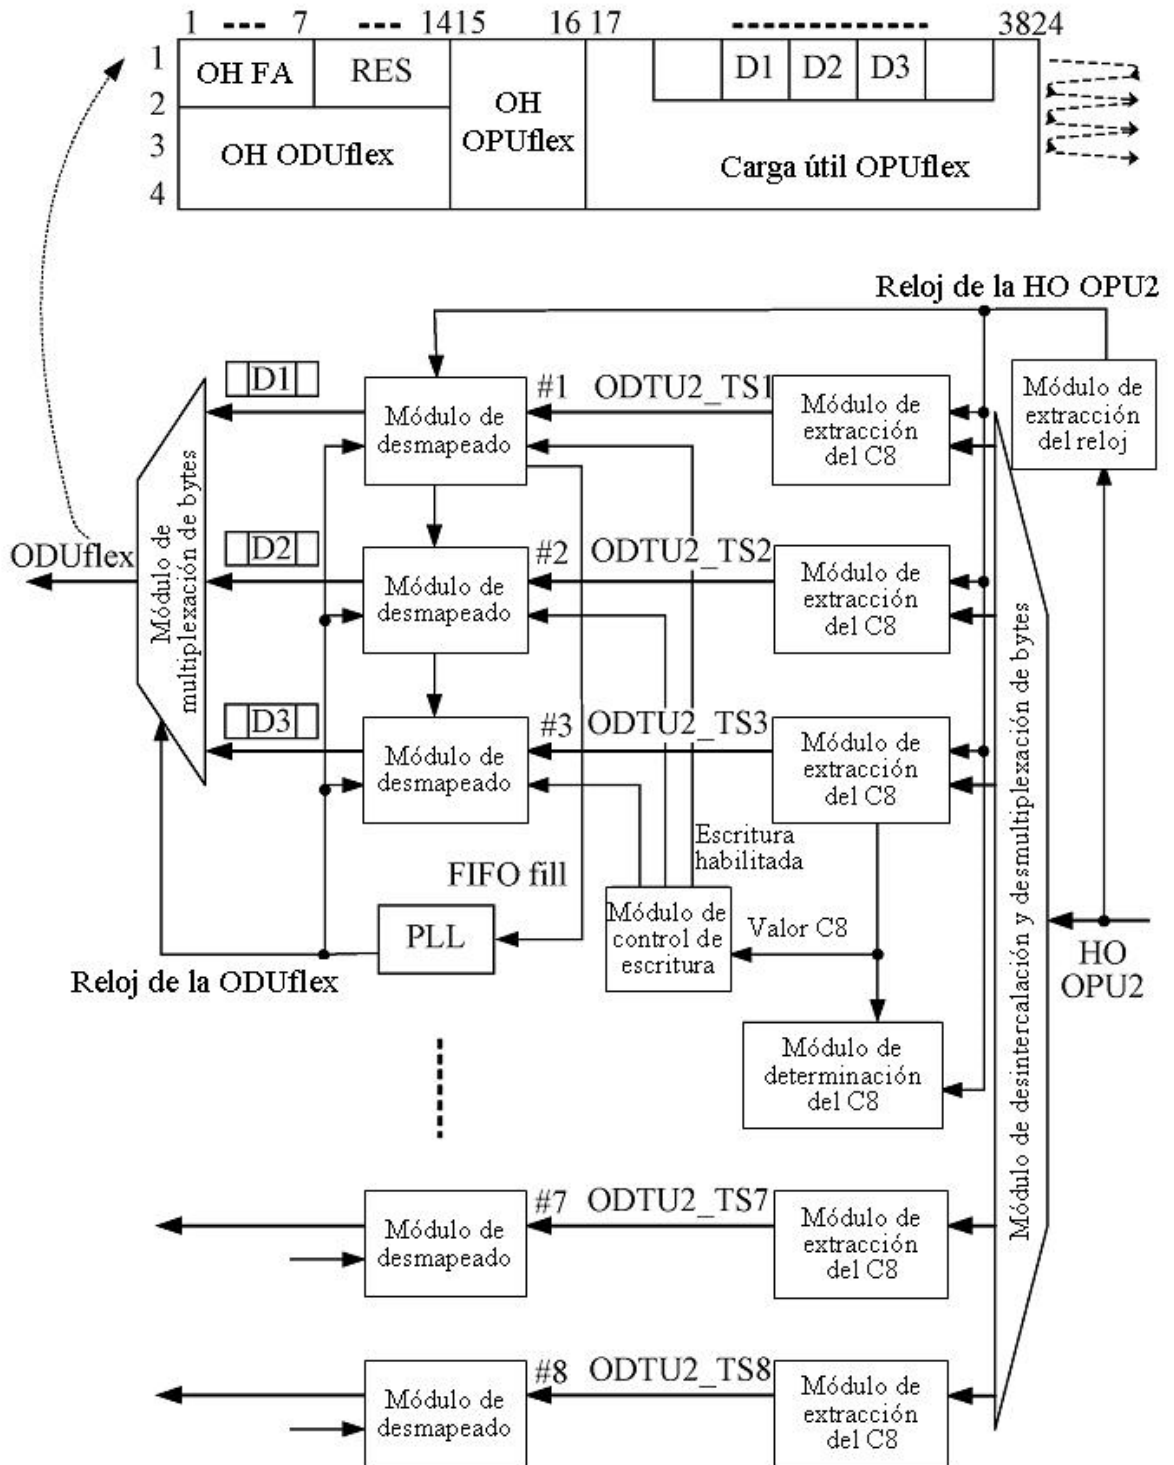 1 ---- 7 ---- 14 15 16 17 -------------- 3824
1
2
3
4
OH FA
RES
OH ODUflex
OH
OPUflex
D1
D2
D3
Carga útil OPUflex
Reloj de la HO OPU2
Módulo de
extracción
del reloj
D1
Módulo de
desmapeado
#1
ODTU2_TS1
Módulo de
extracción
del C8
ODUflex
Módulo de
multiplexación de bytes
D2
Módulo de
desmapeado
#2
ODTU2_TS2
Módulo de
extracción
del C8
D3
Módulo de
desmapeado
#3
ODTU2_TS3
Módulo de
extracción
del C8
Módulo de desintercalación y desmultiplexación de bytes
Escritura
habilitada
FIFO fill
PLL
Módulo de
control de
escritura
Valor C8
HO
OPU2
Reloj de la ODUflex
Módulo de
determinación
del C8
Módulo de
desmapeado
#7
ODTU2_TS7
Módulo de
extracción
del C8
Módulo de
desmapeado
#8
ODTU2_TS8
Módulo de
extracción
del C8